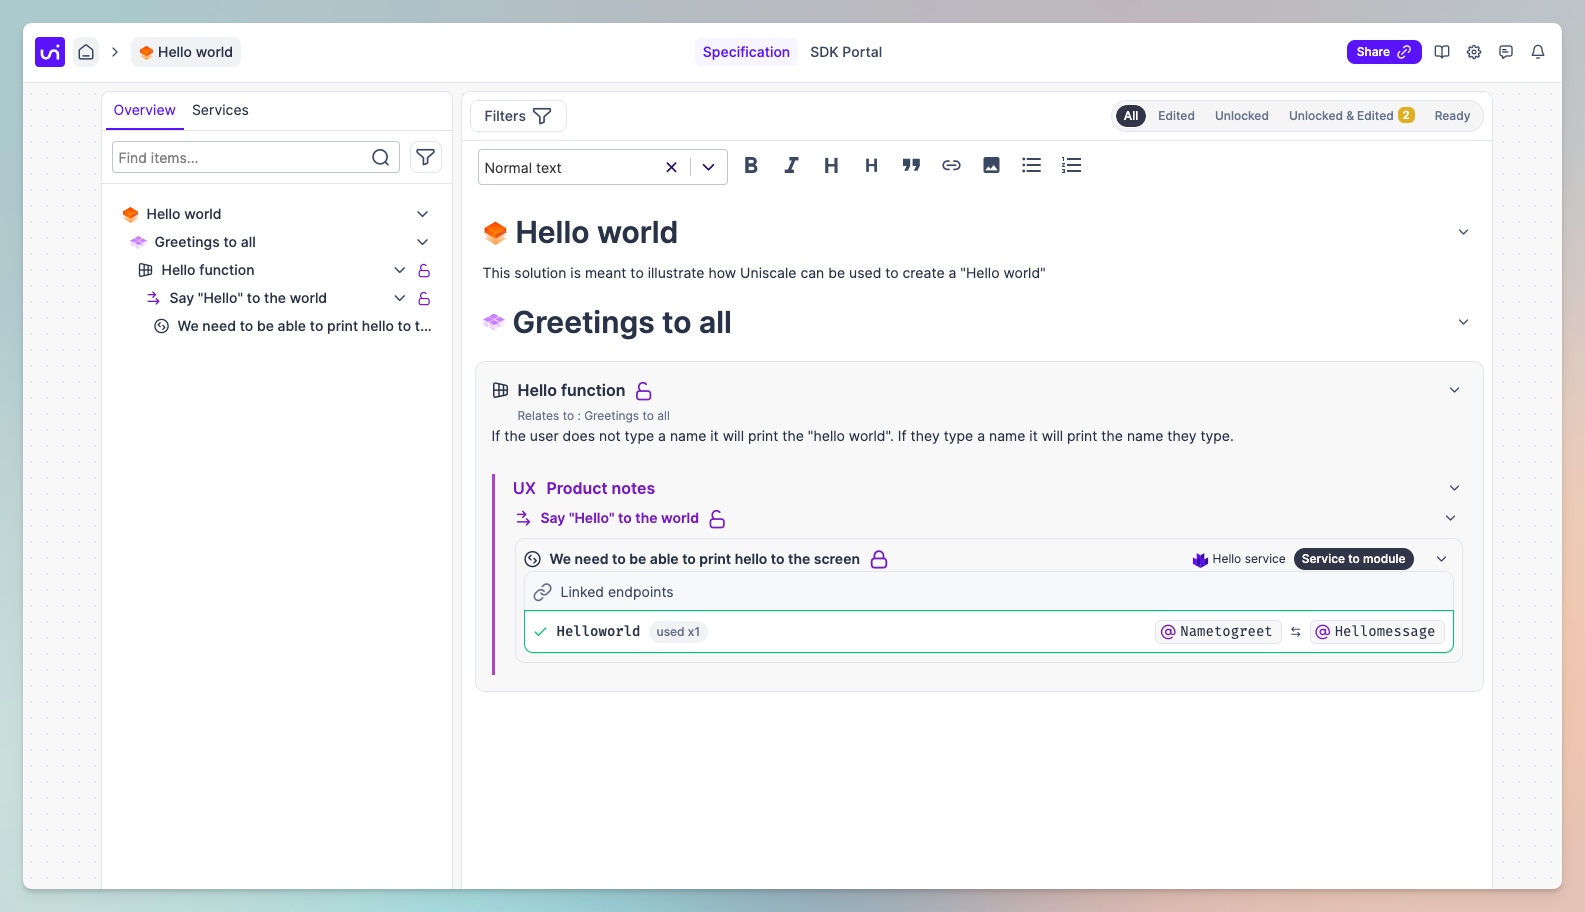 Hello world
Specification
SDK Portal
Share
Overview
Services
Find items...
Hello world
Greetings to all
Hello function
Say "Hello" to the world
We need to be able to print hello to t...
Filters
All
Edited
Unlocked
Unlocked & Edited 2
Ready
Normal text
B I H H
Hello world
This solution is meant to illustrate how Uniscale can be used to create a "Hello world"
Greetings to all
Hello function
Relates to : Greetings to all
If the user does not type a name it will print the "hello world". If they type a name it will print the name they type.
UX Product notes
Say "Hello" to the world
We need to be able to print hello to the screen
Hello service
Service to module
Linked endpoints
Helloworld
used x1
@ Nametogreet
@ Hellomessage